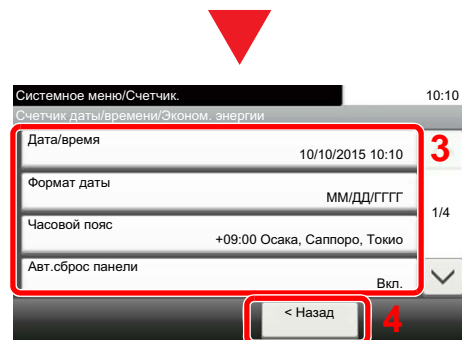 Системное меню/Счетчик. 10:10
Счетчик даты/времени/Эконом. энергии
Дата/время
10/10/2015 10:10
3
Формат даты
ММ/ДД/ГГГГ
1/4
Часовой пояс
+09:00 Осака, Саппоро, Токио
Авт.сброс панели
Вкл.
< Назад
4